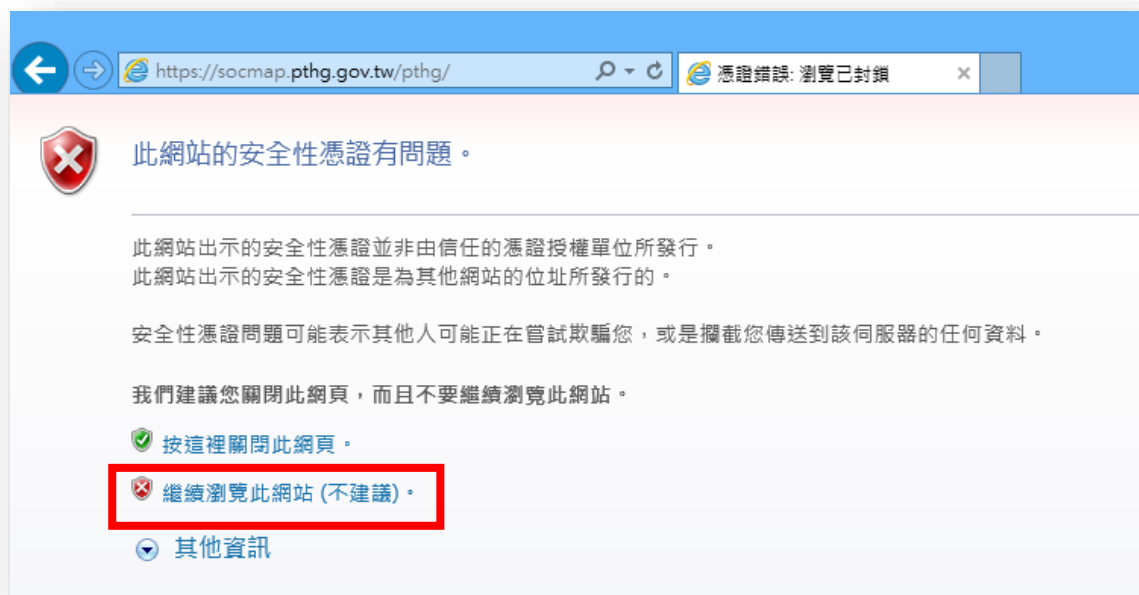 https://socmap.pthg.gov.tw/pthg/
憑證錯誤: 瀏覽已封鎖
此網站的安全性憑證有問題。
此網站出示的安全性憑證並非由信任的憑證授權單位所發行。
此網站出示的安全性憑證是為其他網站的位址所發行的。
安全性憑證問題可能表示其他人可能正在嘗試欺騙您，或是攔截您傳送到該伺服器的任何資料。
我們建議您關閉此網頁，而且不要繼續瀏覽此網站。
按這裡關閉此網頁。
繼續瀏覽此網站 (不建議)。
其他資訊